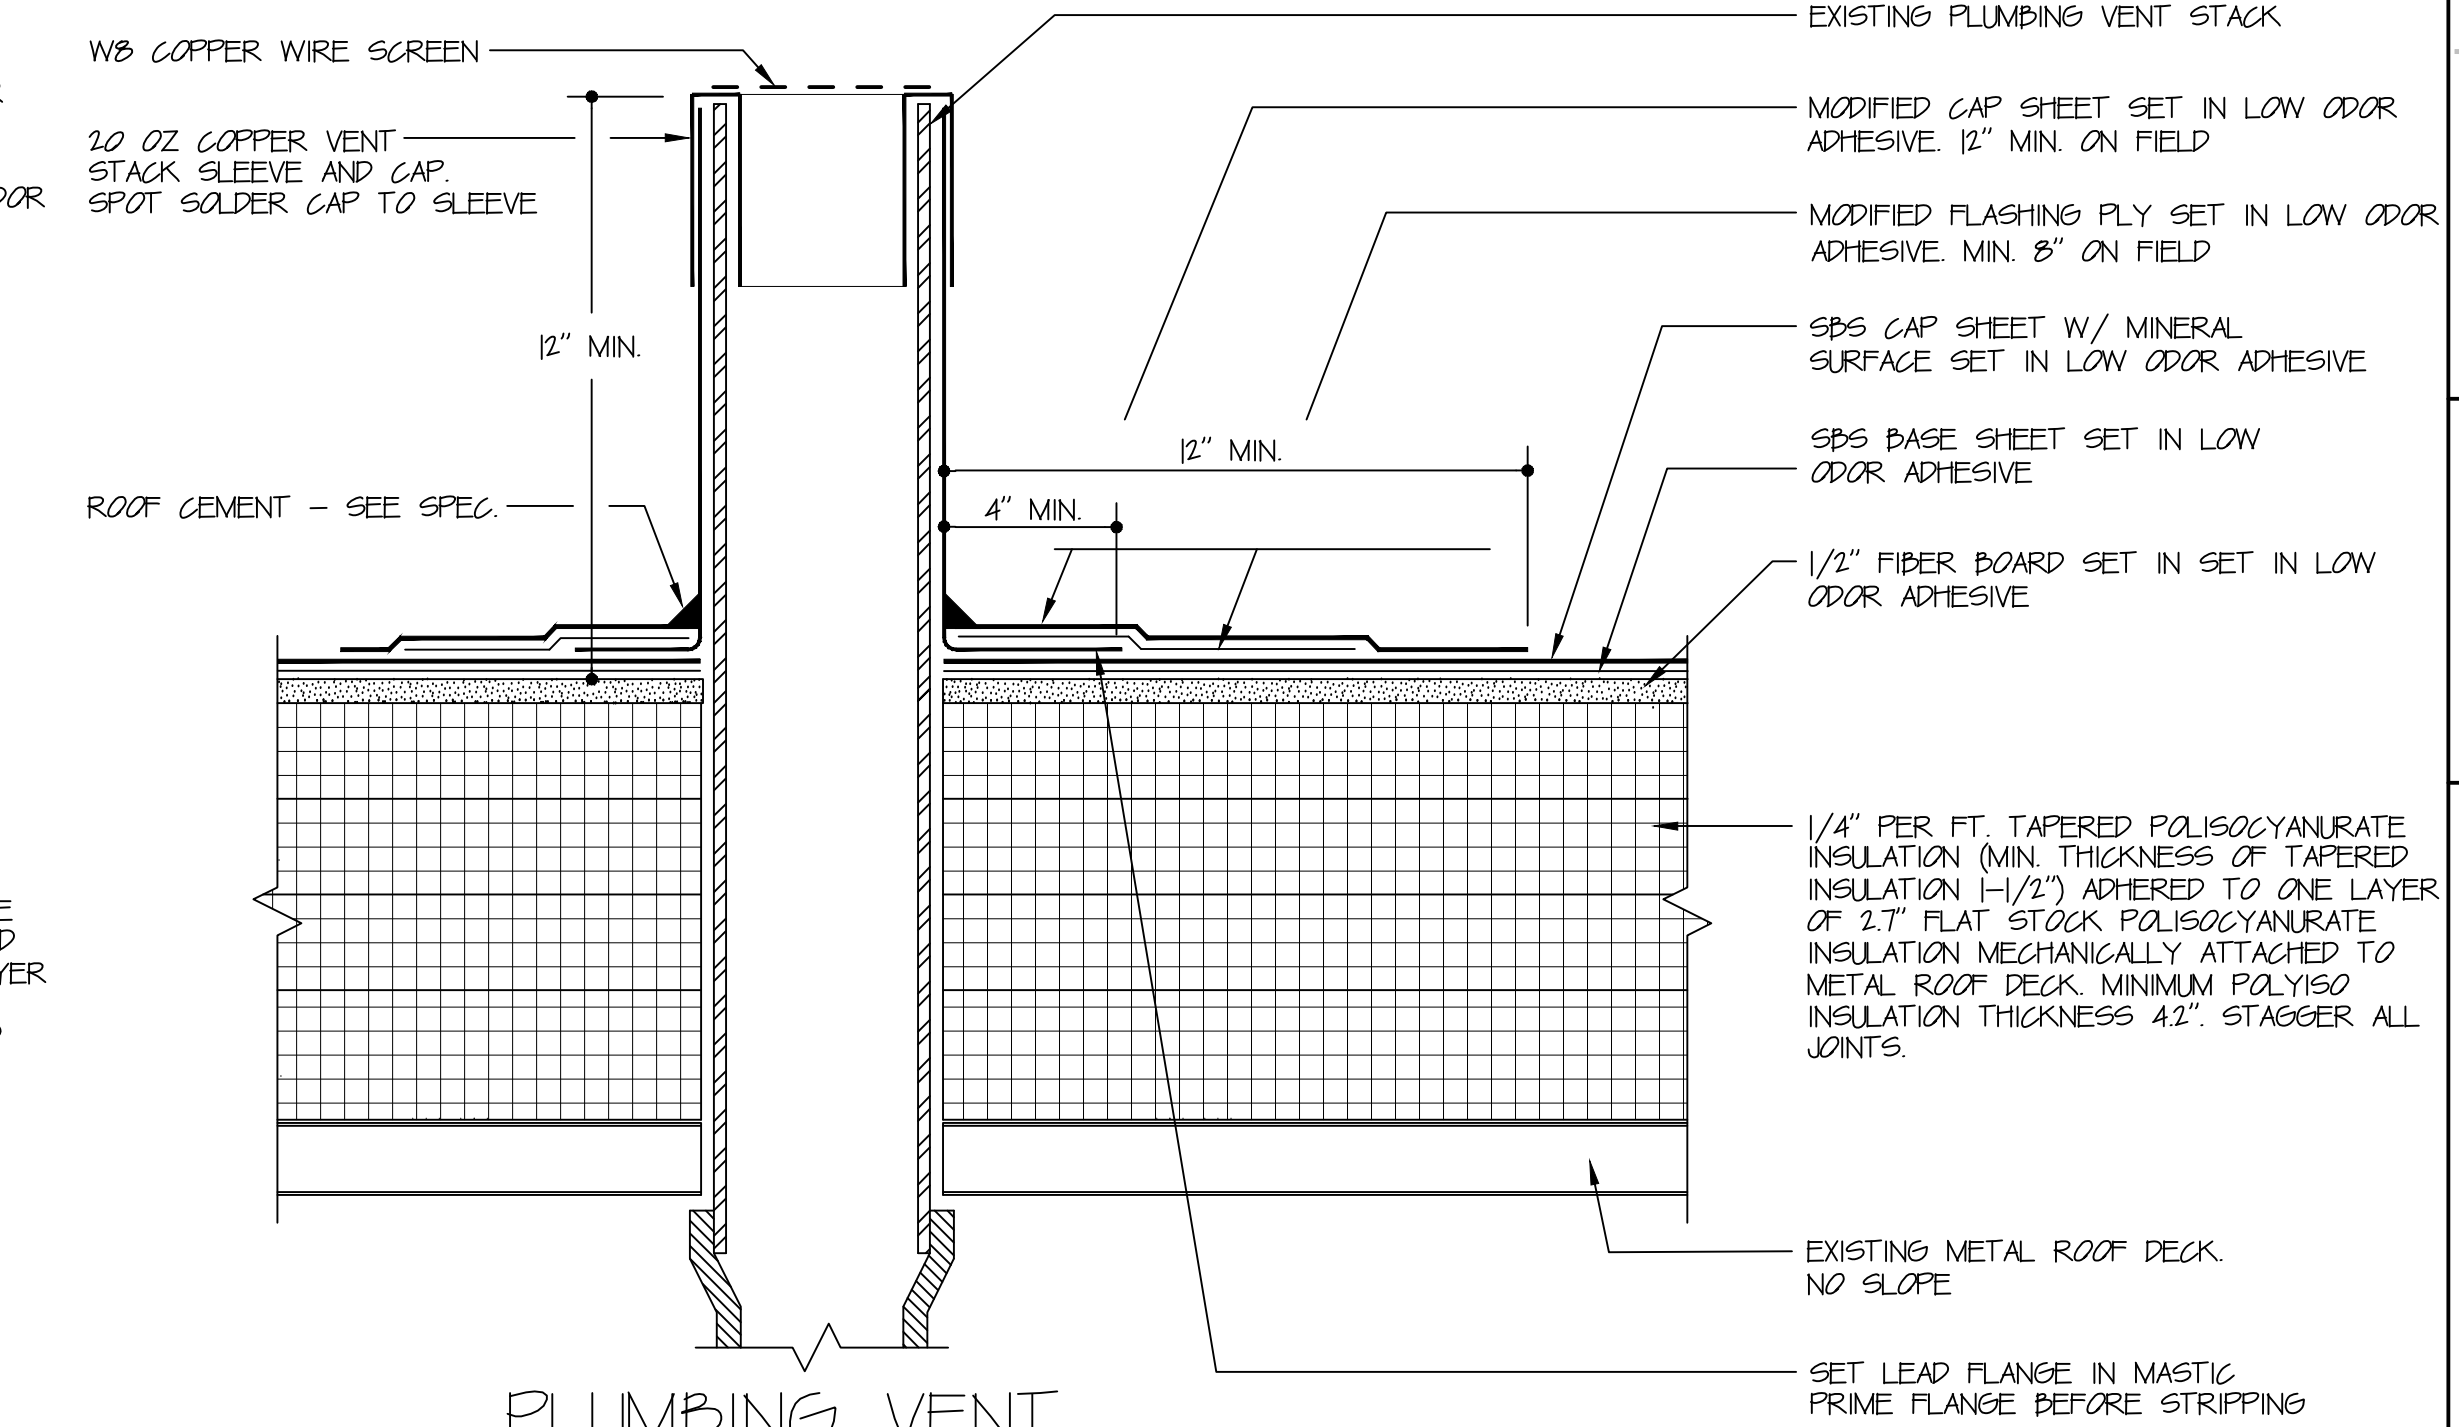 W8 COPPER WIRE SCREEN
20 OZ COPPER VENT
STACK SLEEVE AND CAP.
SPOT SOLDER CAP TO SLEEVE
12" MIN.
ROOF CEMENT - SEE SPEC.
EXISTING PLUMBING VENT STACK
MODIFIED CAP SHEET SET IN LOW ODOR
ADHESIVE. 12" MIN. ON FIELD
MODIFIED FLASHING PLY SET IN LOW ODOR
ADHESIVE. MIN. 8" ON FIELD
SBS CAP SHEET W/ MINERAL
SURFACE SET IN LOW ODOR ADHESIVE
12" MIN.
4" MIN.
SBS BASE SHEET SET IN LOW
ODOR ADHESIVE
1/2" FIBER BOARD SET IN SET IN LOW
ODOR ADHESIVE
1/4" PER FT. TAPERED POLISOCYANURATE
INSULATION (MIN. THICKNESS OF TAPERED
INSULATION 1-1/2") ADHERED TO ONE LAYER
OF 2.7" FLAT STOCK POLISOCYANURATE
INSULATION MECHANICALLY ATTACHED TO
METAL ROOF DECK. MINIMUM POLYISO
INSULATION THICKNESS 4.2". STAGGER ALL
JOINTS.
EXISTING METAL ROOF DECK.
NO SLOPE
SET LEAD FLANGE IN MASTIC
PRIME FLANGE BEFORE STRIPPING
PLUMBING VENT